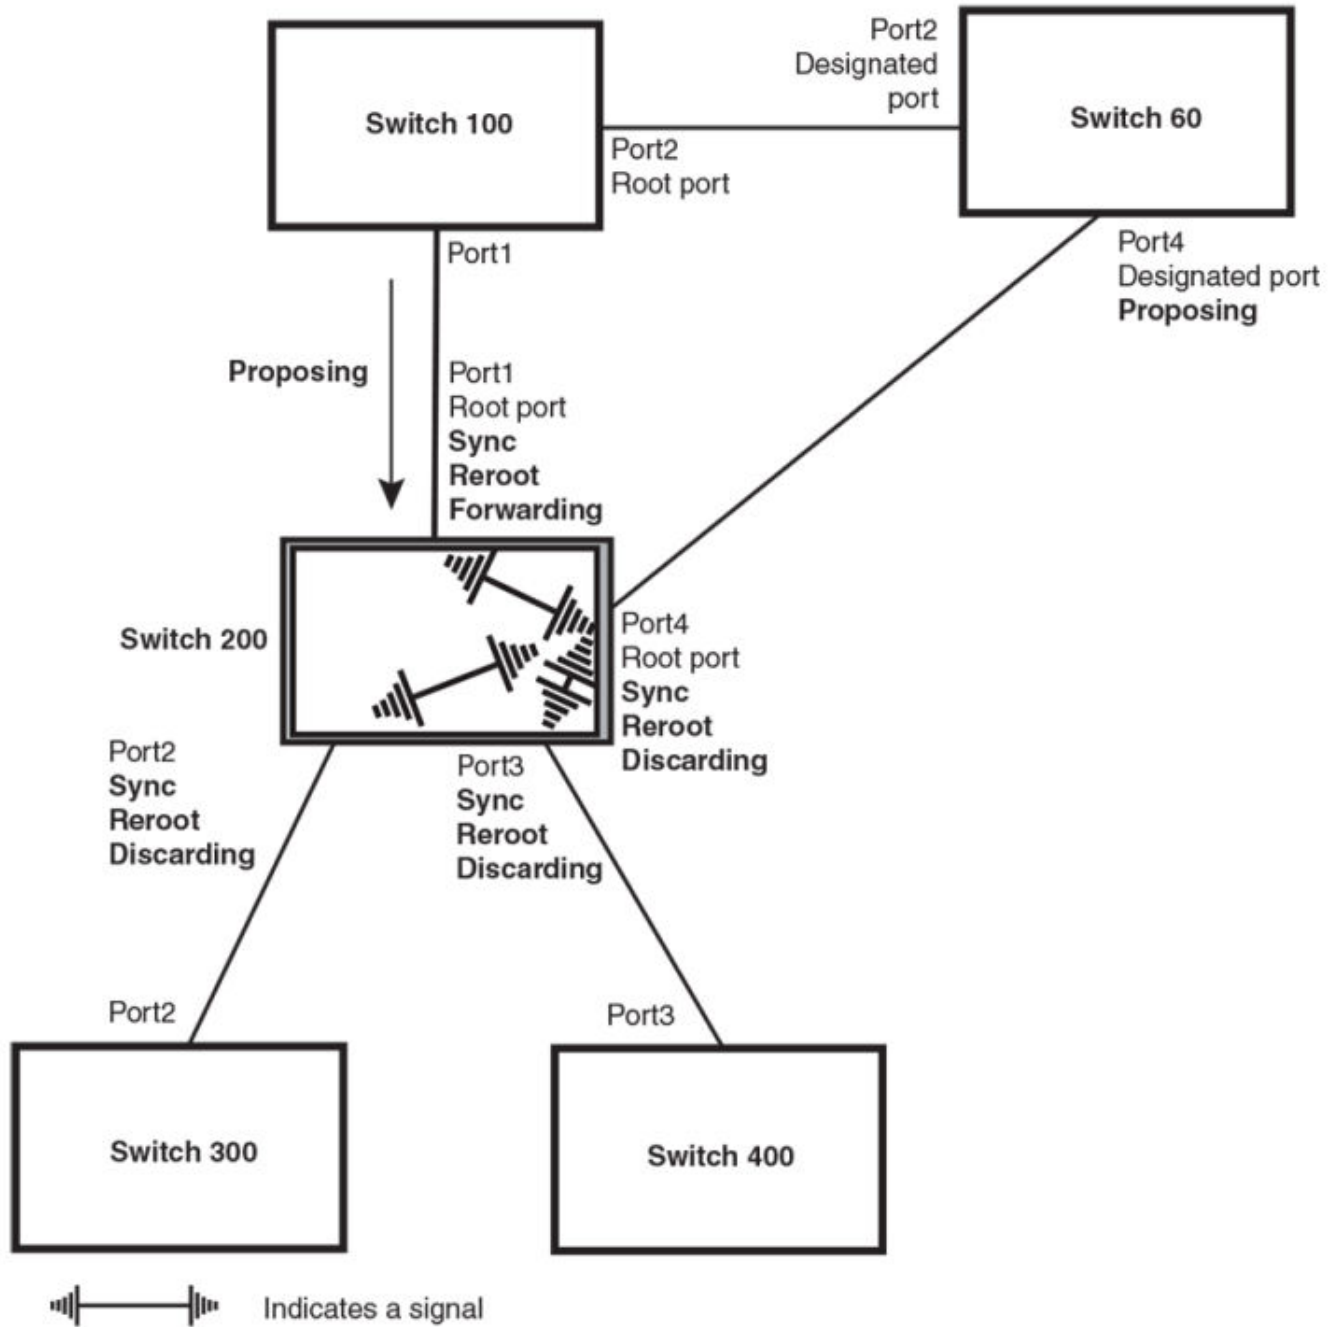 Port2
Designated
port
Switch 100
Switch 60
Port2
Root port
Port1
Port4
Designated port
Proposing
Proposing
Port1
Root port
Sync
Reroot
Forwarding
Switch 200
Port4
Root port
Sync
Reroot
Discarding
Port2
Sync
Reroot
Discarding
Port3
Sync
Reroot
Discarding
Port2
Port3
Switch 300
Switch 400
Indicates a signal